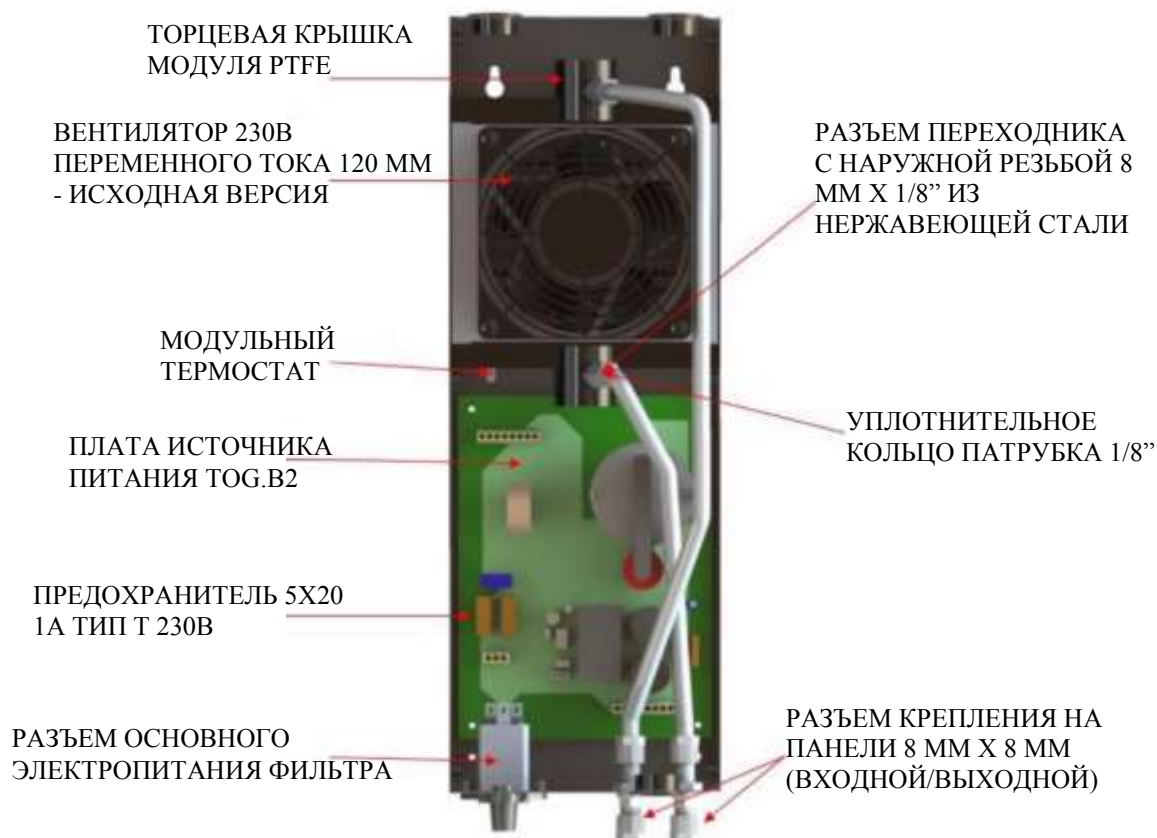 ТОРЦЕВАЯ КРЫШКА
МОДУЛЯ PTFE
ВЕНТИЛЯТОР 230В
ПЕРЕМЕННОГО ТОКА 120 ММ
- ИСХОДНАЯ ВЕРСИЯ
МОДУЛЬНЫЙ
ТЕРМОСТАТ
ПЛАТА ИСТОЧНИКА
ПИТАНИЯ TOG.B2
ПРЕДОХРАНИТЕЛЬ 5X20
1А ТИП Т 230В
РАЗЪЕМ ОСНОВНОГО
ЭЛЕКТРОПИТАНИЯ ФИЛЬТРА
РАЗЪЕМ ПЕРЕХОДНИКА
С НАРУЖНОЙ РЕЗЬБОЙ 8
ММ X 1/8” ИЗ
НЕРЖАВЕЮЩЕЙ СТАЛИ
УПЛОТНИТЕЛЬНОЕ
КОЛЬЦО ПАТРУБКА 1/8”
РАЗЪЕМ КРЕПЛЕНИЯ НА
ПАНЕЛИ 8 ММ X 8 ММ
(ВХОДНОЙ/ВЫХОДНОЙ)